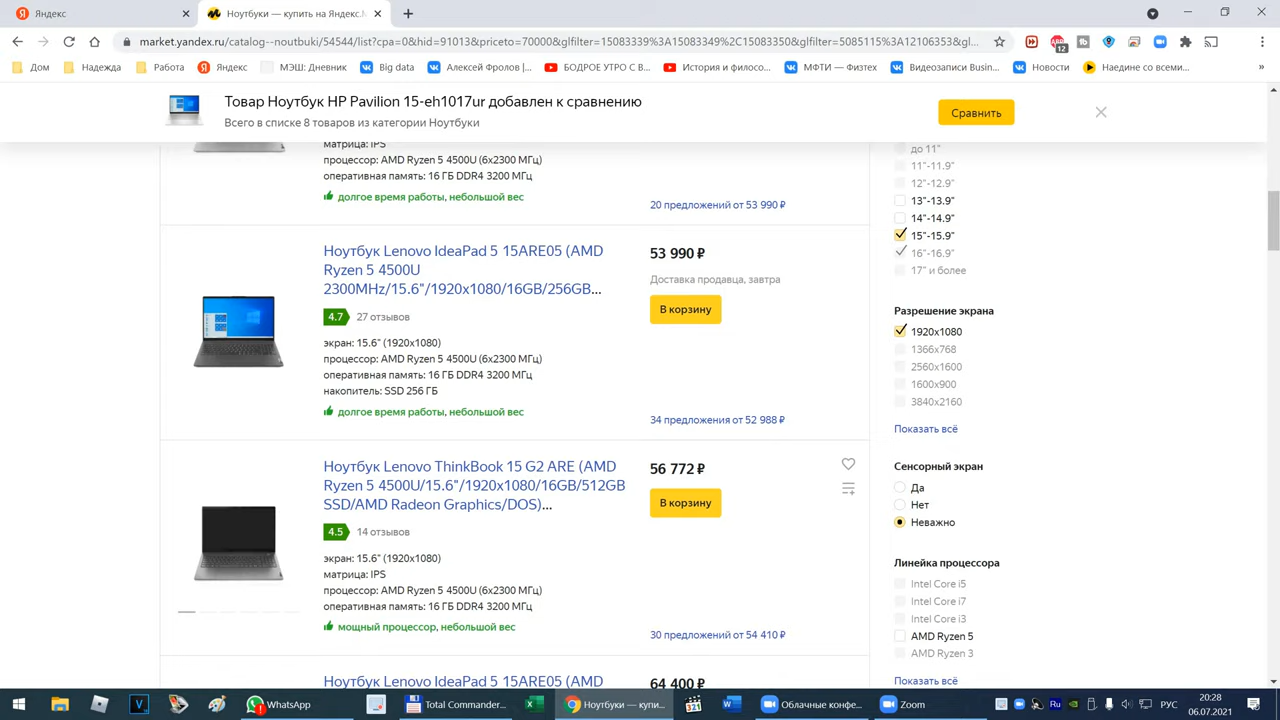 Яндекс
Ноутбуки — купить на Яндекс.М
market.yandex.ru/catalog--noutbuki/54544/list?cpa=0&hid=91013&priceto=70000&glfilter=15083339%3A15083349%2C15083350&glfilter=5085115%3A12106353&gl...
12
Дом
Надежда
Работа
Яндекс
МЭШ: Дневник
Big data
Алексей Фролов |...
БОДРОЕ УТРО С В...
История и филосо...
МФТИ — Физтех
Видеозаписи Busin...
Новости
Наедине со всеми...
»
Товар Ноутбук HP Pavilion 15-eh1017ur добавлен к сравнению
Всего в списке 8 товаров из категории Ноутбуки
Сравнить
матрица: IPS
процессор: AMD Ryzen 5 4500U (6x2300 МГц)
оперативная память: 16 ГБ DDR4 3200 МГц
долгое время работы, небольшой вес
20 предложений от 53 990 ₽
Ноутбук Lenovo IdeaPad 5 15ARE05 (AMD
Ryzen 5 4500U
2300MHz/15.6"/1920x1080/16GB/256GB...
4.7 27 отзывов
экран: 15.6" (1920x1080)
процессор: AMD Ryzen 5 4500U (6x2300 МГц)
оперативная память: 16 ГБ DDR4 3200 МГц
накопитель: SSD 256 ГБ
долгое время работы, небольшой вес
53 990 ₽
Доставка продавца, завтра
В корзину
34 предложения от 52 988 ₽
Ноутбук Lenovo ThinkBook 15 G2 ARE (AMD
Ryzen 5 4500U/15.6"/1920x1080/16GB/512GB
SSD/AMD Radeon Graphics/DOS)...
4.5 14 отзывов
экран: 15.6" (1920x1080)
матрица: IPS
процессор: AMD Ryzen 5 4500U (6x2300 МГц)
оперативная память: 16 ГБ DDR4 3200 МГц
мощный процессор, небольшой вес
56 772 ₽
В корзину
30 предложений от 54 410 ₽
Ноутбук Lenovo IdeaPad 5 15ARE05 (AMD
64 400 ₽
до 11"
11"-11.9"
12"-12.9"
13"-13.9"
14"-14.9"
15"-15.9"
16"-16.9"
17" и более
Разрешение экрана
1920x1080
1366x768
2560x1600
1600x900
3840x2160
Показать всё
Сенсорный экран
Да
Нет
Неважно
Линейка процессора
Intel Core i5
Intel Core i7
Intel Core i3
AMD Ryzen 5
AMD Ryzen 3
Показать всё
WhatsApp
Total Commander...
Ноутбуки — купи...
Облачные конфе...
Zoom
РУС
20:28
06.07.2021